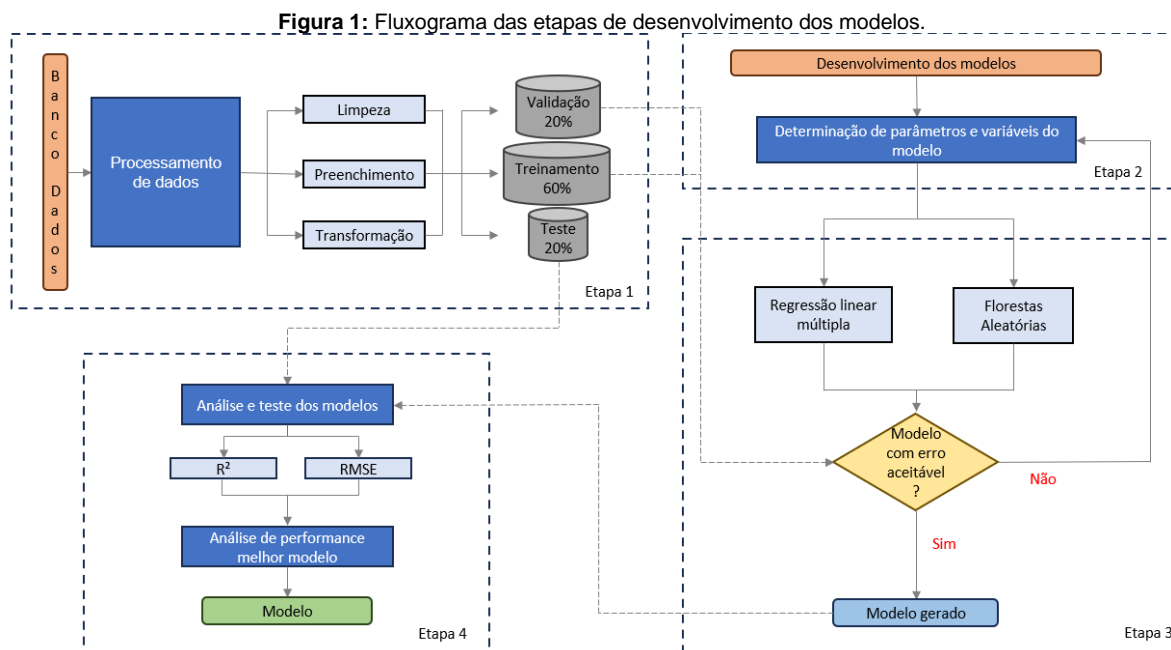 Figura 1: Fluxograma das etapas de desenvolvimento dos modelos.
Banco Dados
Processamento
de dados
Limpeza
Preenchimento
Transformação
Validação
20%
Treinamento
60%
Teste
20%
Etapa 1
Desenvolvimento dos modelos
Determinação de parâmetros e variáveis do
modelo
Etapa 2
Regressão linear
múltipla
Florestas
Aleatórias
Modelo
com erro
aceitável
?
Não
Sim
Modelo gerado
Etapa 3
Análise e teste dos modelos
R²
RMSE
Análise de performance
melhor modelo
Modelo
Etapa 4